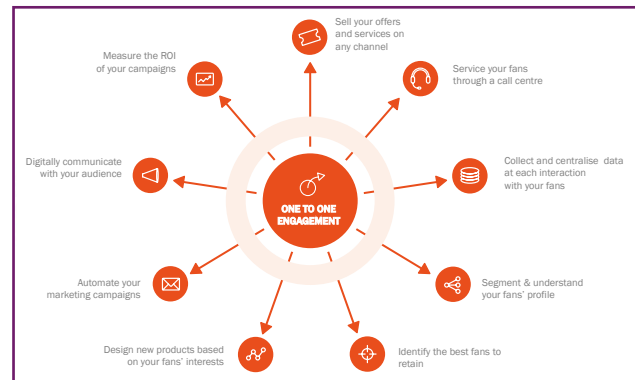 Sell your offers
and services on
any channel
Measure the ROI
of your campaigns
Service your fans
through a call centre
Digitally communicate
with your audience
Collect and centralise data
at each interaction
with your fans
ONE TO ONE
ENGAGEMENT
Automate your
marketing campaigns
Segment & understand
your fans' profile
Design new products based
on your fans' interests
Identify the best fans to
retain